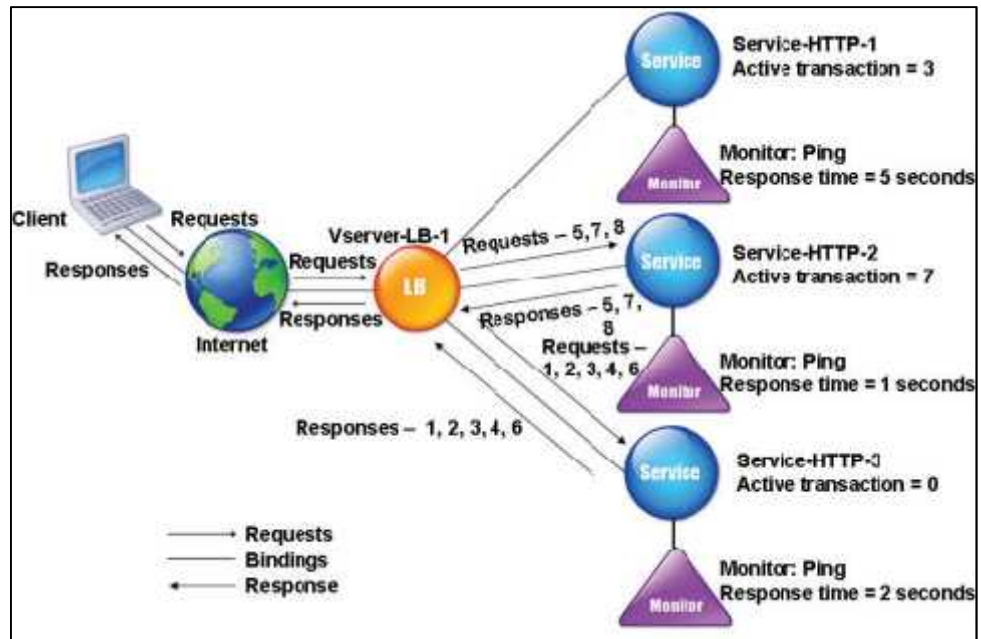 Service
Service-HTTP-1
Active transaction = 3
Monitor
Monitor: Ping
Response time = 5 seconds
Client
Requests
Responses
Internet
Requests
Responses
Vserver-LB-1
LB
Requests – 5,7, 8
Responses – 5, 7,
8
Service
Service-HTTP-2
Active transaction = 7
Monitor
Monitor: Ping
Response time = 1 seconds
Requests –
1, 2, 3, 4, 6
Responses – 1, 2, 3, 4, 6
Service
Service-HTTP-3
Active transaction = 0
Monitor
Monitor: Ping
Response time = 2 seconds
Requests
Bindings
Response